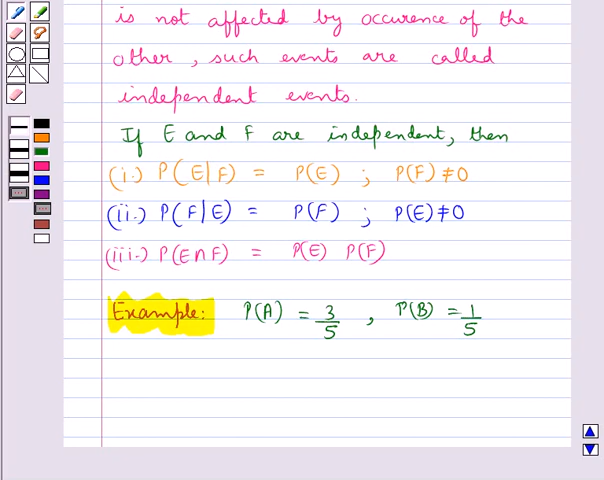 is not affected by occurence of the
other, such events are called
independent events.
If E and F are independent, then
(i.) P(E|F) = P(E) ; P(F) ≠ 0
(ii.) P(F|E) = P(F) ; P(E) ≠ 0
(iii.) P(E∩F) = P(E) P(F)
Example: P(A) = 3/5 , P(B) = 1/5